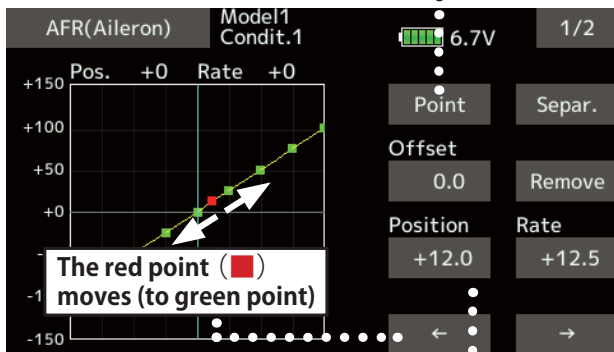 AFR(Aileron)
Model1
Condit.1
6.7V
1/2
Pos. +0 Rate +0
+150
+100
+50
+0
-
-1
-150
The red point (■)
moves (to green point)
Point
Separ.
Offset
0.0
Remove
Position
Rate
+12.0
+12.5
←
→